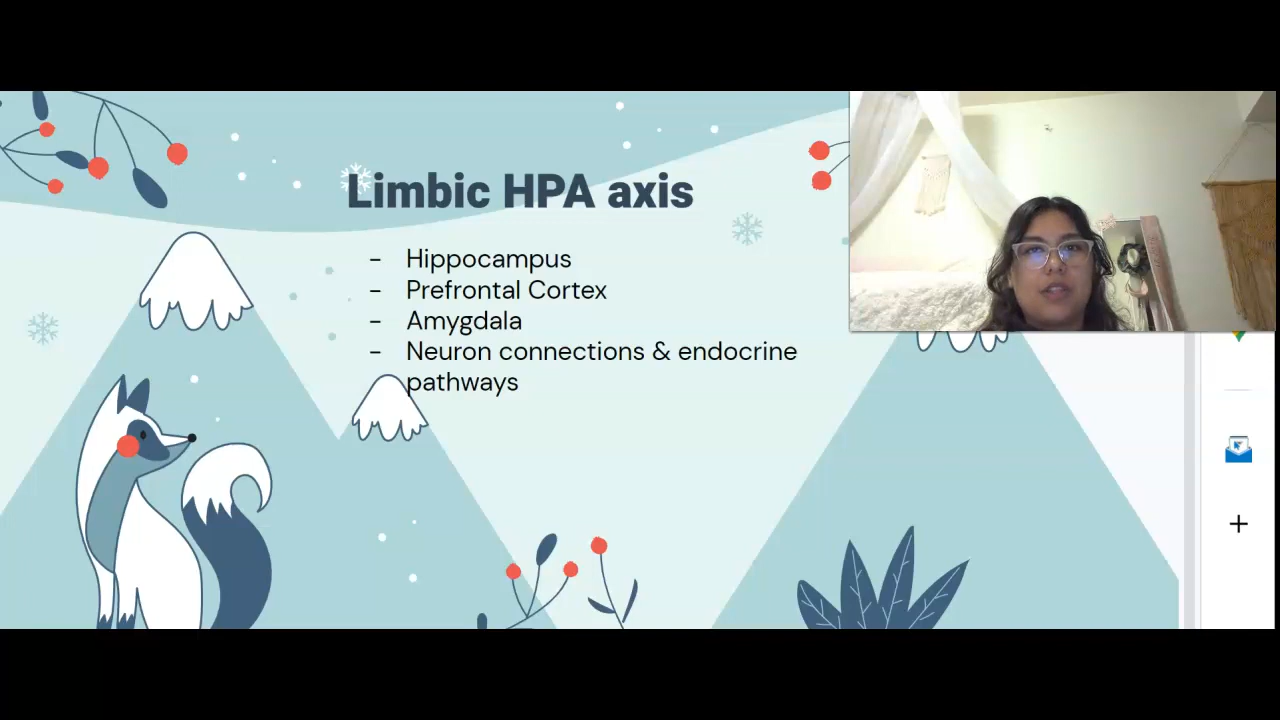 Limbic HPA axis
- Hippocampus
- Prefrontal Cortex
- Amygdala
- Neuron connections & endocrine
pathways